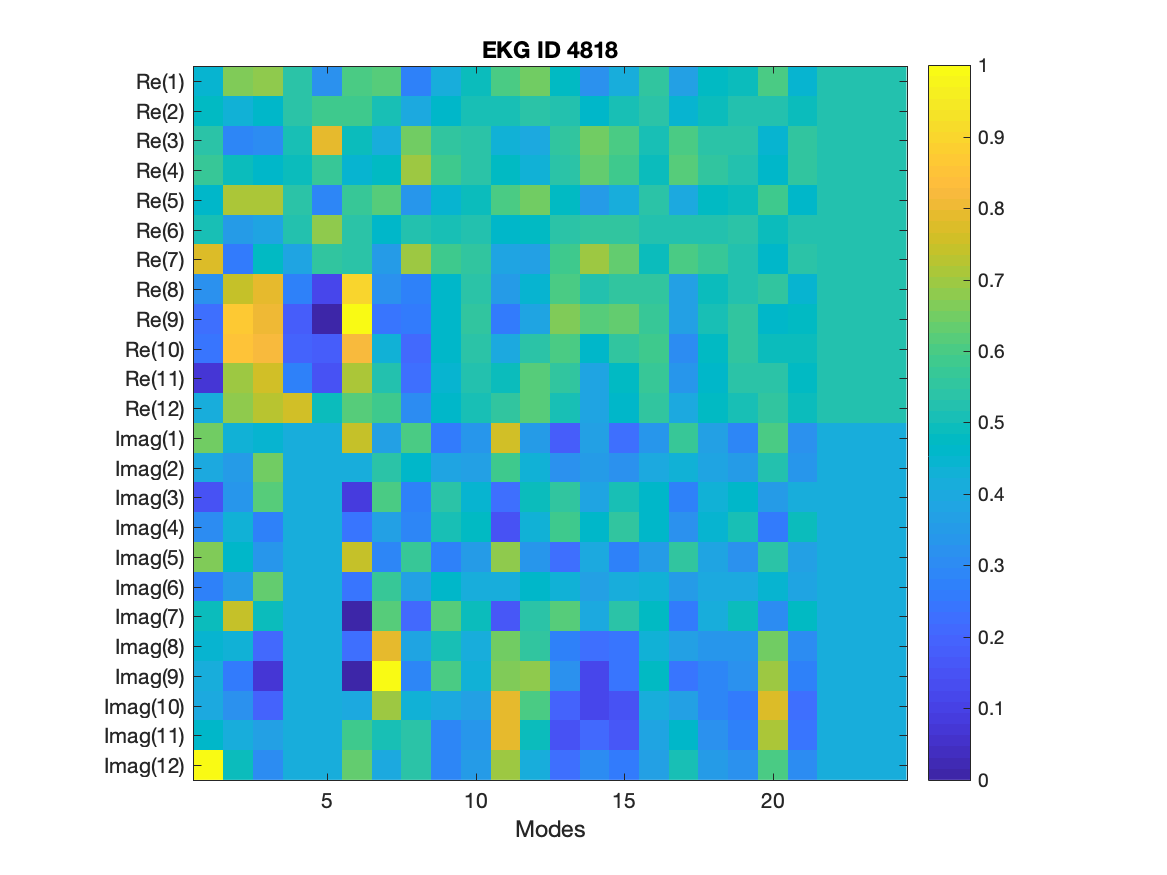 EKG ID 4818
Re(1)
Re(2)
Re(3)
Re(4)
Re(5)
Re(6)
Re(7)
Re(8)
Re(9)
Re(10)
Re(11)
Re(12)
Imag(1)
Imag(2)
Imag(3)
Imag(4)
Imag(5)
Imag(6)
Imag(7)
Imag(8)
Imag(9)
Imag(10)
Imag(11)
Imag(12)
5 10 15 20
Modes
1
0.9
0.8
0.7
0.6
0.5
0.4
0.3
0.2
0.1
0